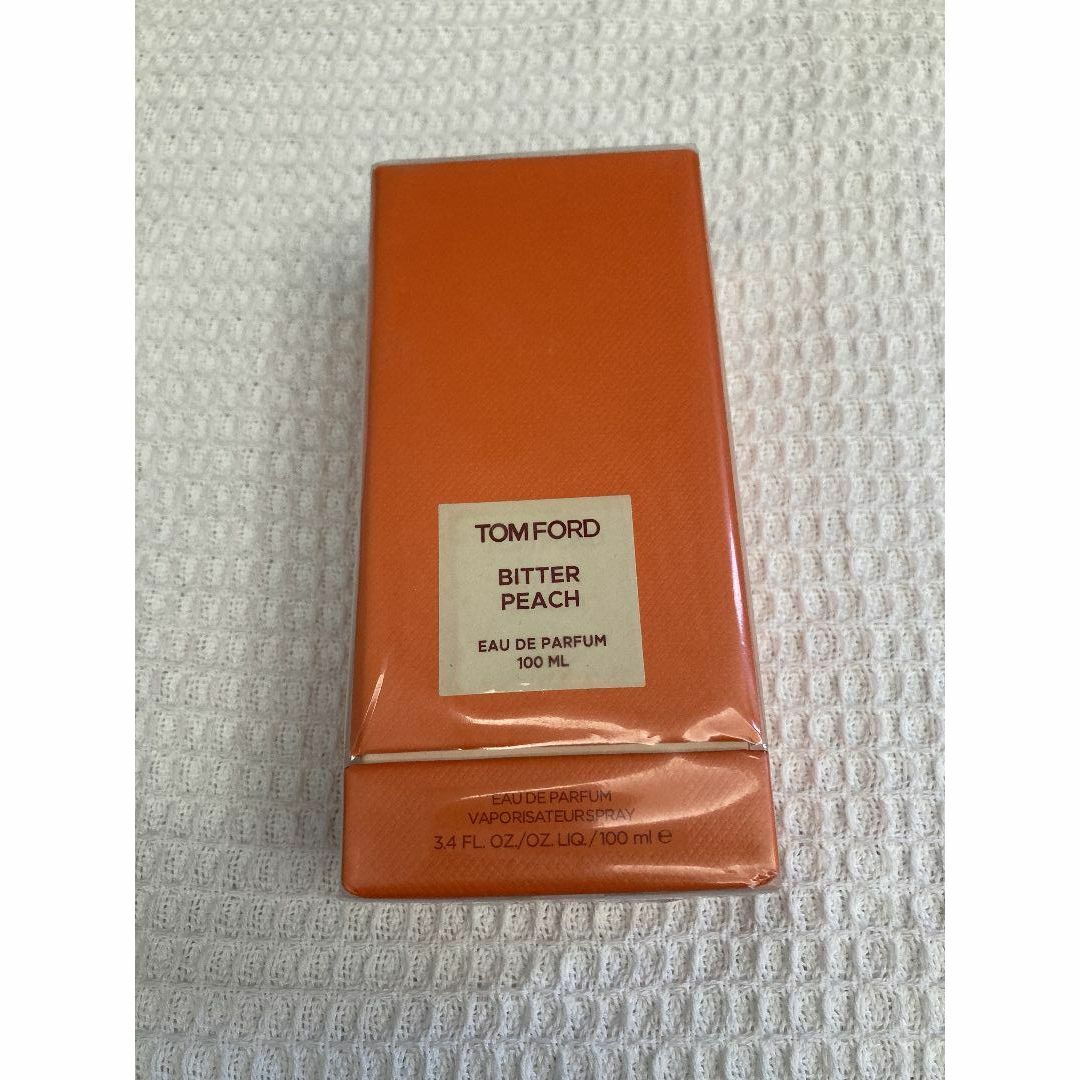 TOM FORD
BITTER
PEACH
EAU DE PARFUM
100 ML
EAU DE PARFUM
VAPORISATEUR SPRAY
3.4 FL. OZ./OZ. LIQ. / 100 ml ℮